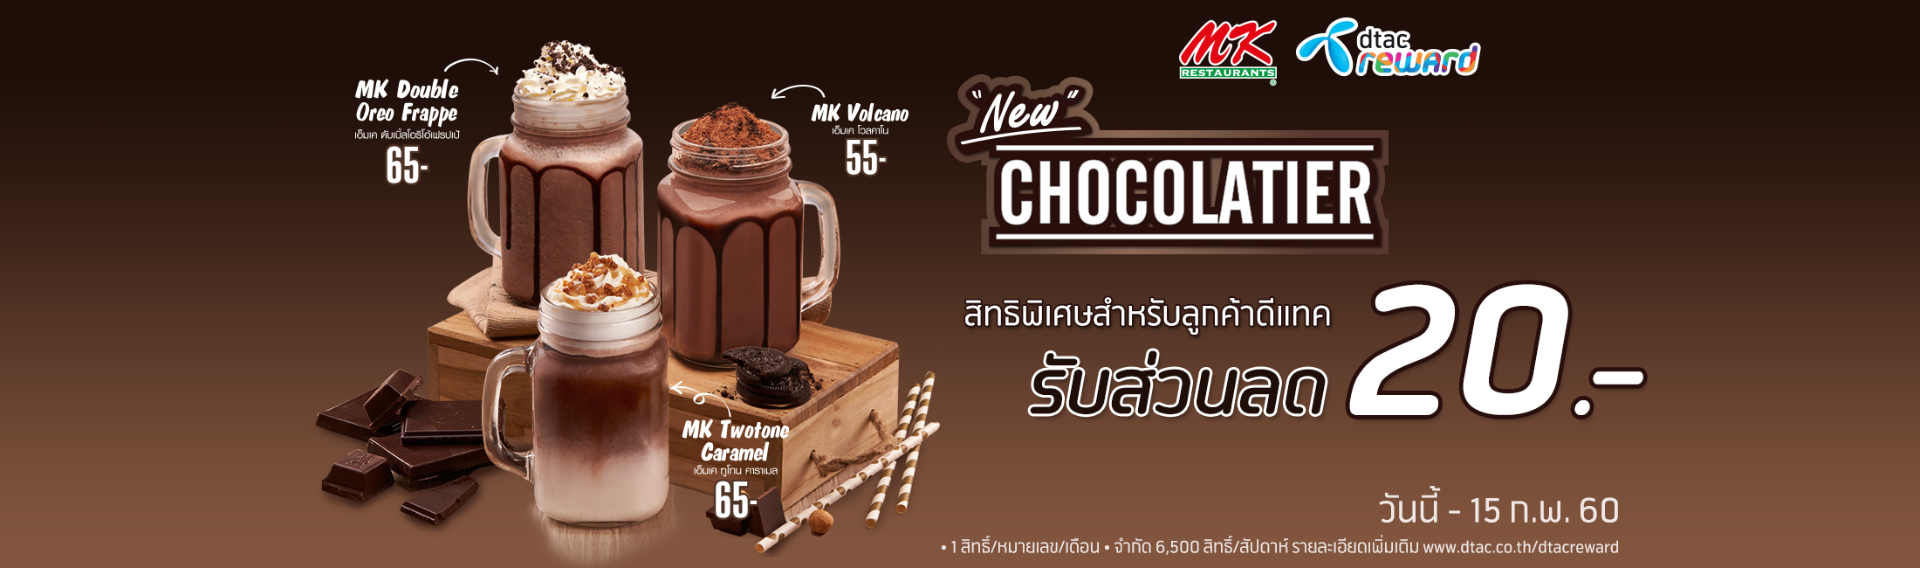 MK
RESTAURANTS
dtac
reward
MK Double
Oreo Frappe
เอ็มเค ดับเบิ้ลโอริโอ้เฟรปเป้
65-
MK Volcano
เอ็มเค โวลคาโน
55-
MK Twotone
Caramel
เอ็มเค ทูโทน คาราเมล
65-
"New"
CHOCOLATIER
สิทธิพิเศษสำหรับลูกค้าดีแทค
รับส่วนลด 20.-
วันนี้ - 15 ก.พ. 60
• 1 สิทธิ์/หมายเลข/เดือน • จำกัด 6,500 สิทธิ์/สัปดาห์ รายละเอียดเพิ่มเติม www.dtac.co.th/dtacreward